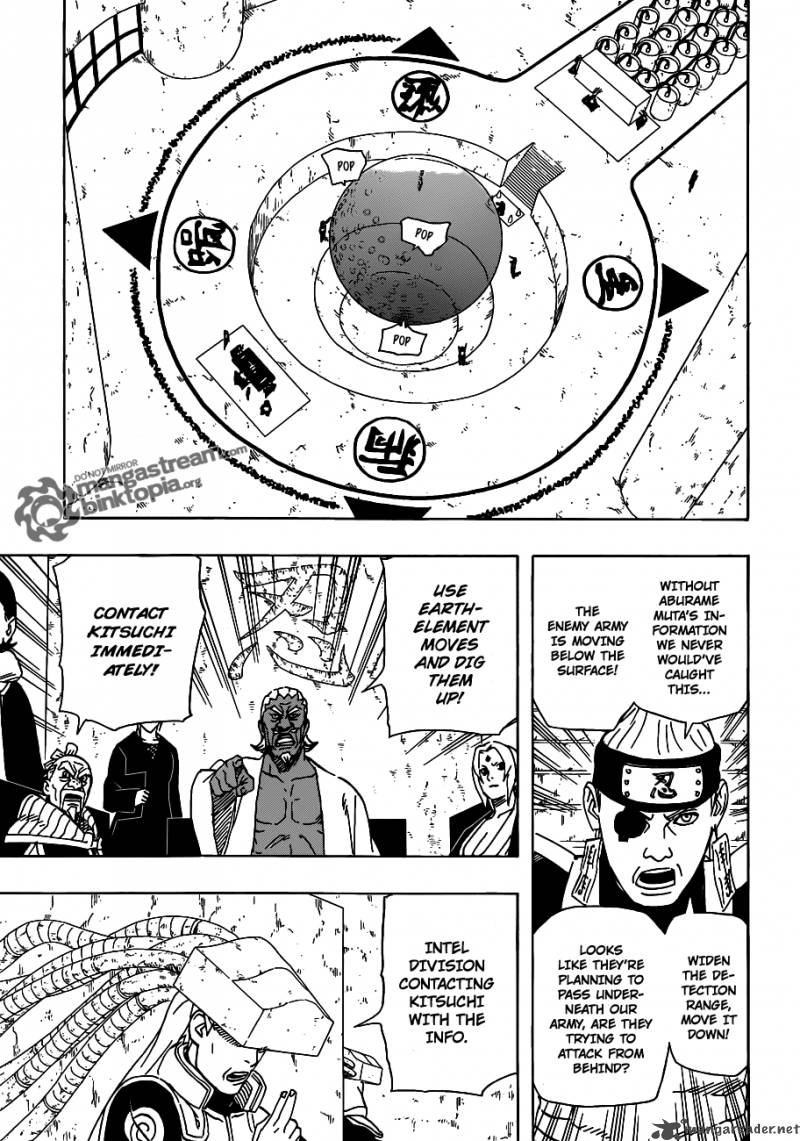 POP
POP
POP
DO NOT MIRROR
mangastream.com
binktopia.org
WITHOUT
ABURAME
MUTA'S IN-
FORMATION
WE NEVER
WOULD'VE
CAUGHT
THIS...
THE
ENEMY ARMY
IS MOVING
BELOW THE
SURFACE!
忍
WIDEN
THE DE-
TECTION
RANGE,
MOVE IT
DOWN!
LOOKS
LIKE THEY'RE
PLANNING TO
PASS UNDER-
NEATH OUR
ARMY, ARE THEY
TRYING TO
ATTACK FROM
BEHIND?
USE
EARTH-
ELEMENT
MOVES
AND DIG
THEM
UP!
CONTACT
KITSUCHI
IMMEDI-
ATELY!
INTEL
DIVISION
CONTACTING
KITSUCHI
WITH THE
INFO.
mangareader.net